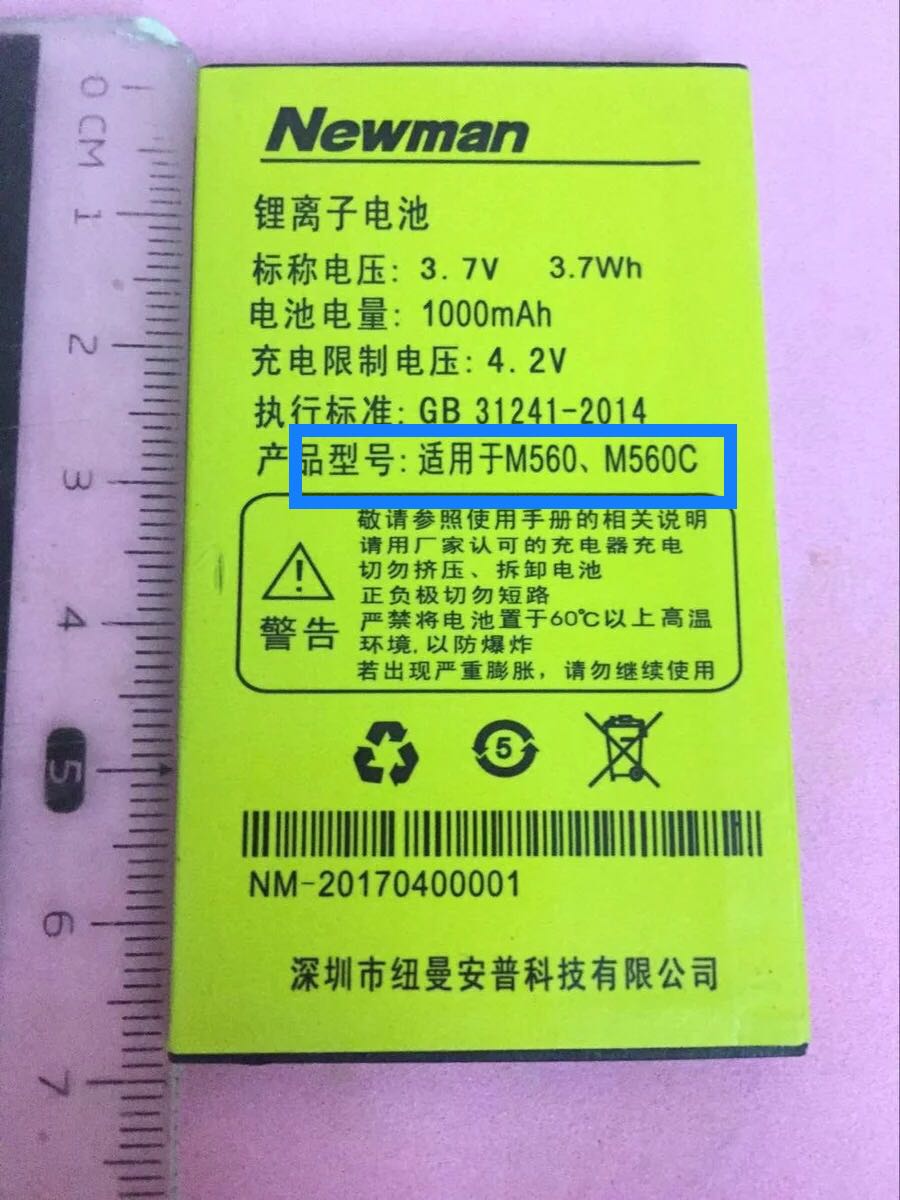 Newman
锂离子电池
标称电压: 3.7V 3.7Wh
电池电量: 1000mAh
充电限制电压: 4.2V
执行标准: GB 31241-2014
产品型号: 适用于M560、M560C
敬请参照使用手册的相关说明
请用厂家认可的充电器充电
切勿挤压、拆卸电池
正负极切勿短路
严禁将电池置于60℃以上高温
环境,以防爆炸
若出现严重膨胀，请勿继续使用
!
警告
5
NM-20170400001
深圳市纽曼安普科技有限公司
0 CM
1
2
3
4
5
6
7